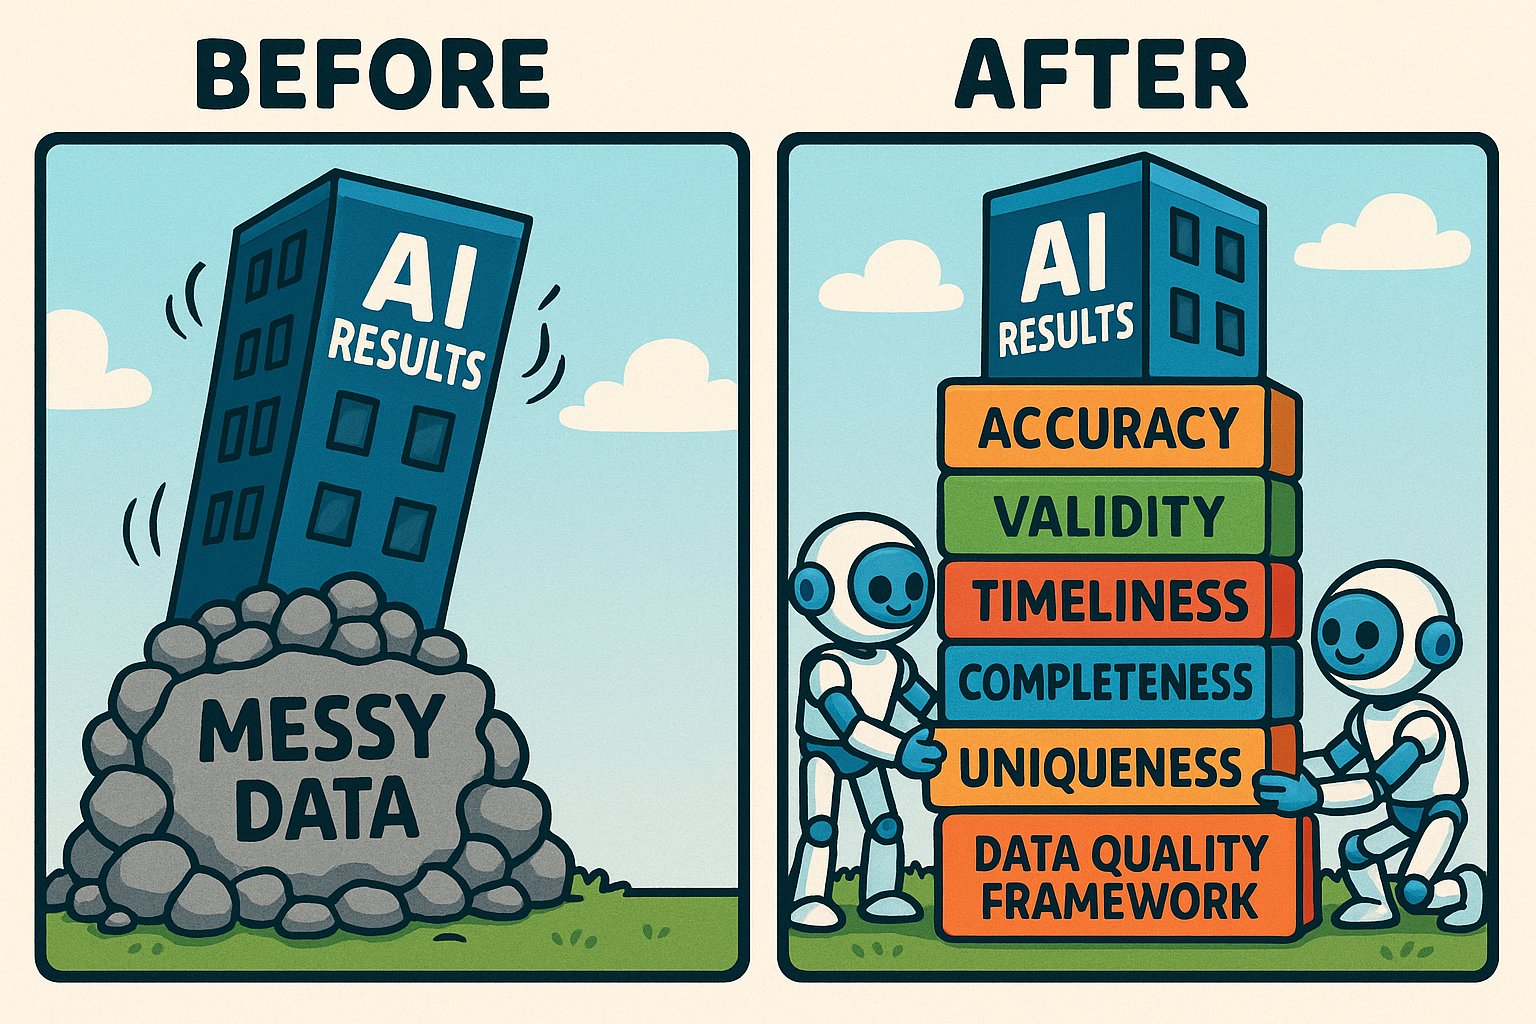 BEFORE
AI
RESULTS
MESSY
DATA
AFTER
AI
RESULTS
ACCURACY
VALIDITY
TIMELINESS
COMPLETENESS
UNIQUENESS
DATA QUALITY
FRAMEWORK